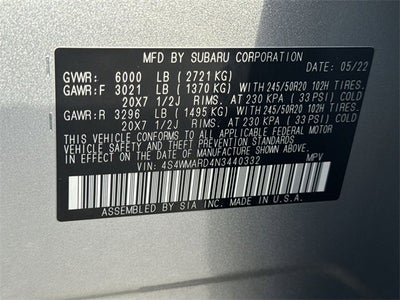 MFD BY SUBARU CORPORATION DATE: 05/22
GVWR: 6000 LB ( 2721 KG)
GAWR:F 3021 LB ( 1370 KG) WITH 245/50R20 102H TIRES.
20X7 1/2J RIMS. AT 230 KPA ( 33 PSI) COLD
GAWR:R 3296 LB ( 1495 KG) WITH 245/50R20 102H TIRES.
20X7 1/2J RIMS. AT 230 KPA ( 33 PSI) COLD
THIS VEHICLE CONFORMS TO ALL APPLICABLE FEDERAL MOTOR
VEHICLE SAFETY AND THEFT PREVENTION STANDARDS IN EFFECT
ON THE DATE OF MANUFACTURE SHOWN ABOVE.
VIN: 4S4WMARD4N3440332 MPV
ASSEMBLED BY SIA INC. MADE IN U.S.A.